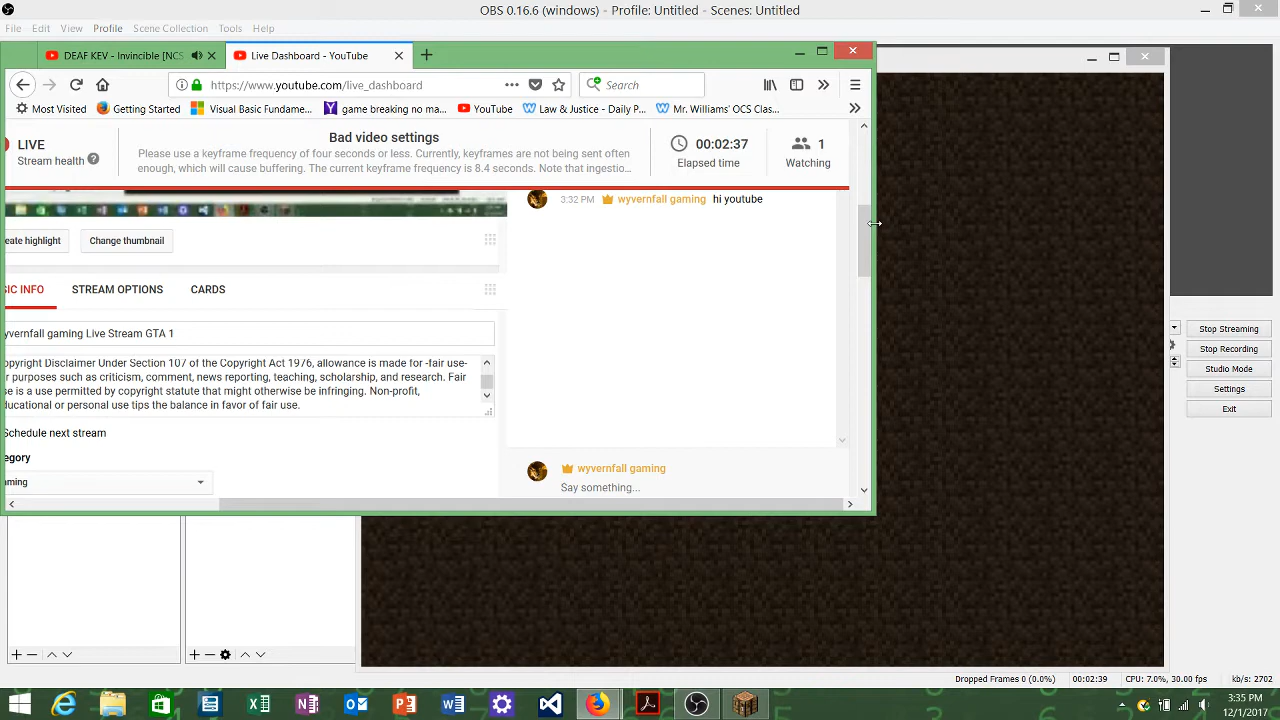 OBS 0.16.6 (windows) - Profile: Untitled - Scenes: Untitled
File Edit View Profile Scene Collection Tools Help
DEAF KEV - Invincible [NCS
Live Dashboard - YouTube
https://www.youtube.com/live_dashboard
Search
Most Visited Getting Started Visual Basic Fundame... game breaking no ma... YouTube Law & Justice - Daily P... Mr. Williams' OCS Clas...
LIVE
Stream health ?
Bad video settings
Please use a keyframe frequency of four seconds or less. Currently, keyframes are not being sent often
enough, which will cause buffering. The current keyframe frequency is 8.4 seconds. Note that ingestio...
00:02:37
Elapsed time
1
Watching
3:32 PM wyvernfall gaming hi youtube
eate highlight
Change thumbnail
SIC INFO STREAM OPTIONS CARDS
yvernfall gaming Live Stream GTA 1
opyright Disclaimer Under Section 107 of the Copyright Act 1976, allowance is made for -fair use
r purposes such as criticism, comment, news reporting, teaching, scholarship, and research. Fair
se is a use permitted by copyright statute that might otherwise be infringing. Non-profit,
ducational or personal use tips the balance in favor of fair use.
Schedule next stream
egory
aming
wyvernfall gaming
Say something...
Stop Streaming
Stop Recording
Studio Mode
Settings
Exit
Dropped Frames 0 (0.0%) 00:02:39 CPU: 7.0%, 30.00 fps kb/s: 2702
3:35 PM
12/1/2017